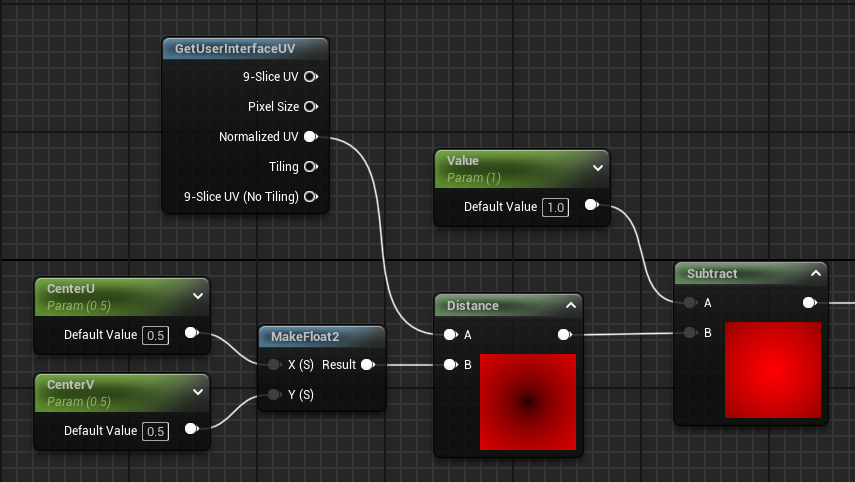 GetUserInterfaceUV
9-Slice UV
Pixel Size
Normalized UV
Tiling
9-Slice UV (No Tiling)
Value
Param (1)
Default Value 1.0
CenterU
Param (0.5)
Default Value 0.5
CenterV
Param (0.5)
Default Value 0.5
MakeFloat2
X (S) Result
Y (S)
Distance
A
B
Subtract
A
B